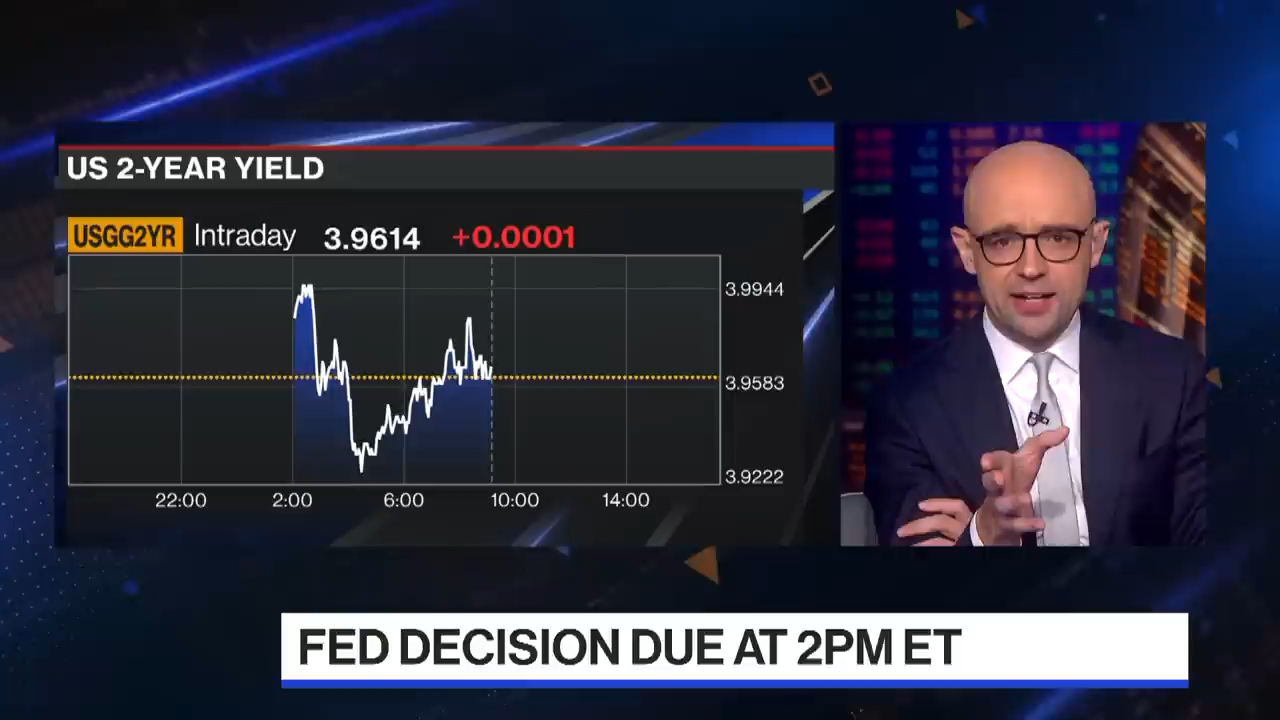 US 2-YEAR YIELD
USGG2YR Intraday 3.9614 +0.0001
3.9944
3.9583
3.9222
22:00 2:00 6:00 10:00 14:00
FED DECISION DUE AT 2PM ET